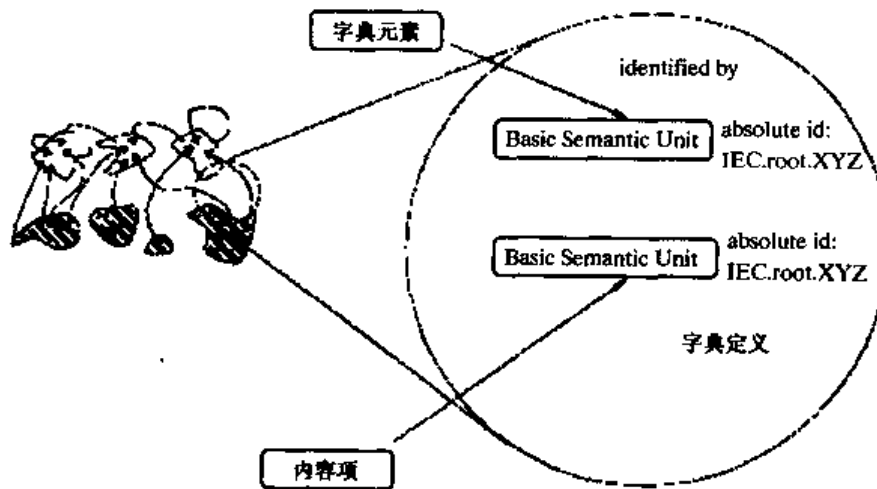 字典元素
identified by
Basic Semantic Unit
absolute id:
IEC.root.XYZ
Basic Semantic Unit
absolute id:
IEC.root.XYZ
字典定义
内容项